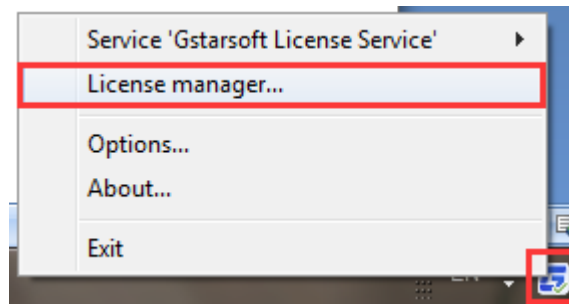 Service 'Gstarsoft License Service'
License manager...
Options...
About...
Exit